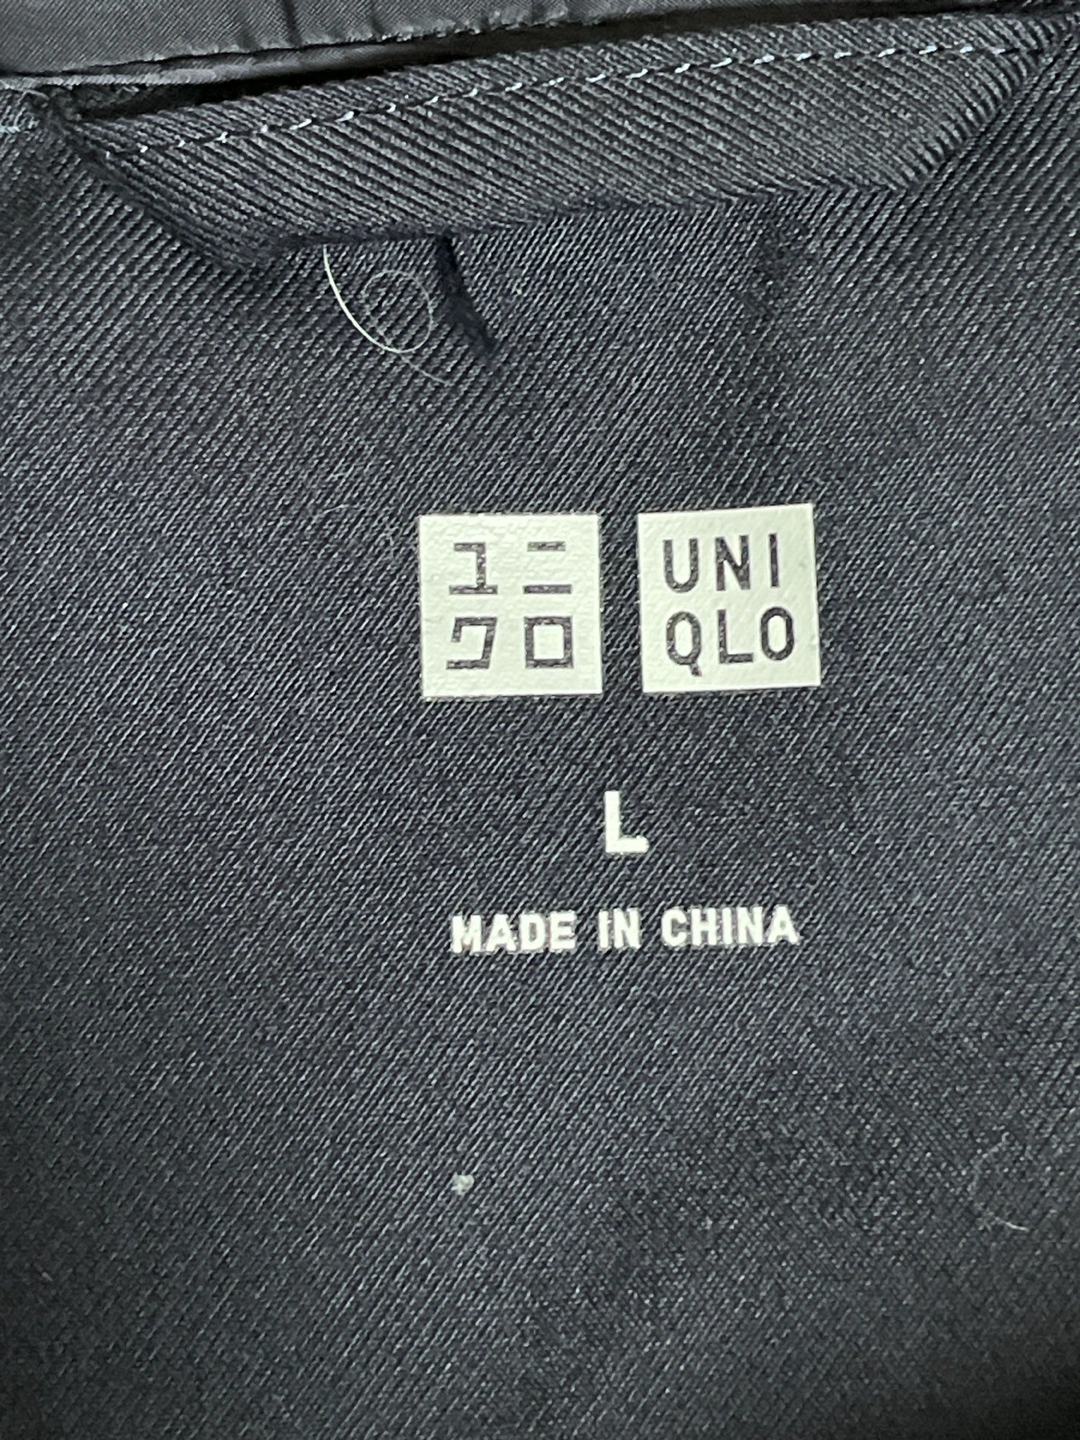 ユニ
クロ
UNI
QLO
L
MADE IN CHINA